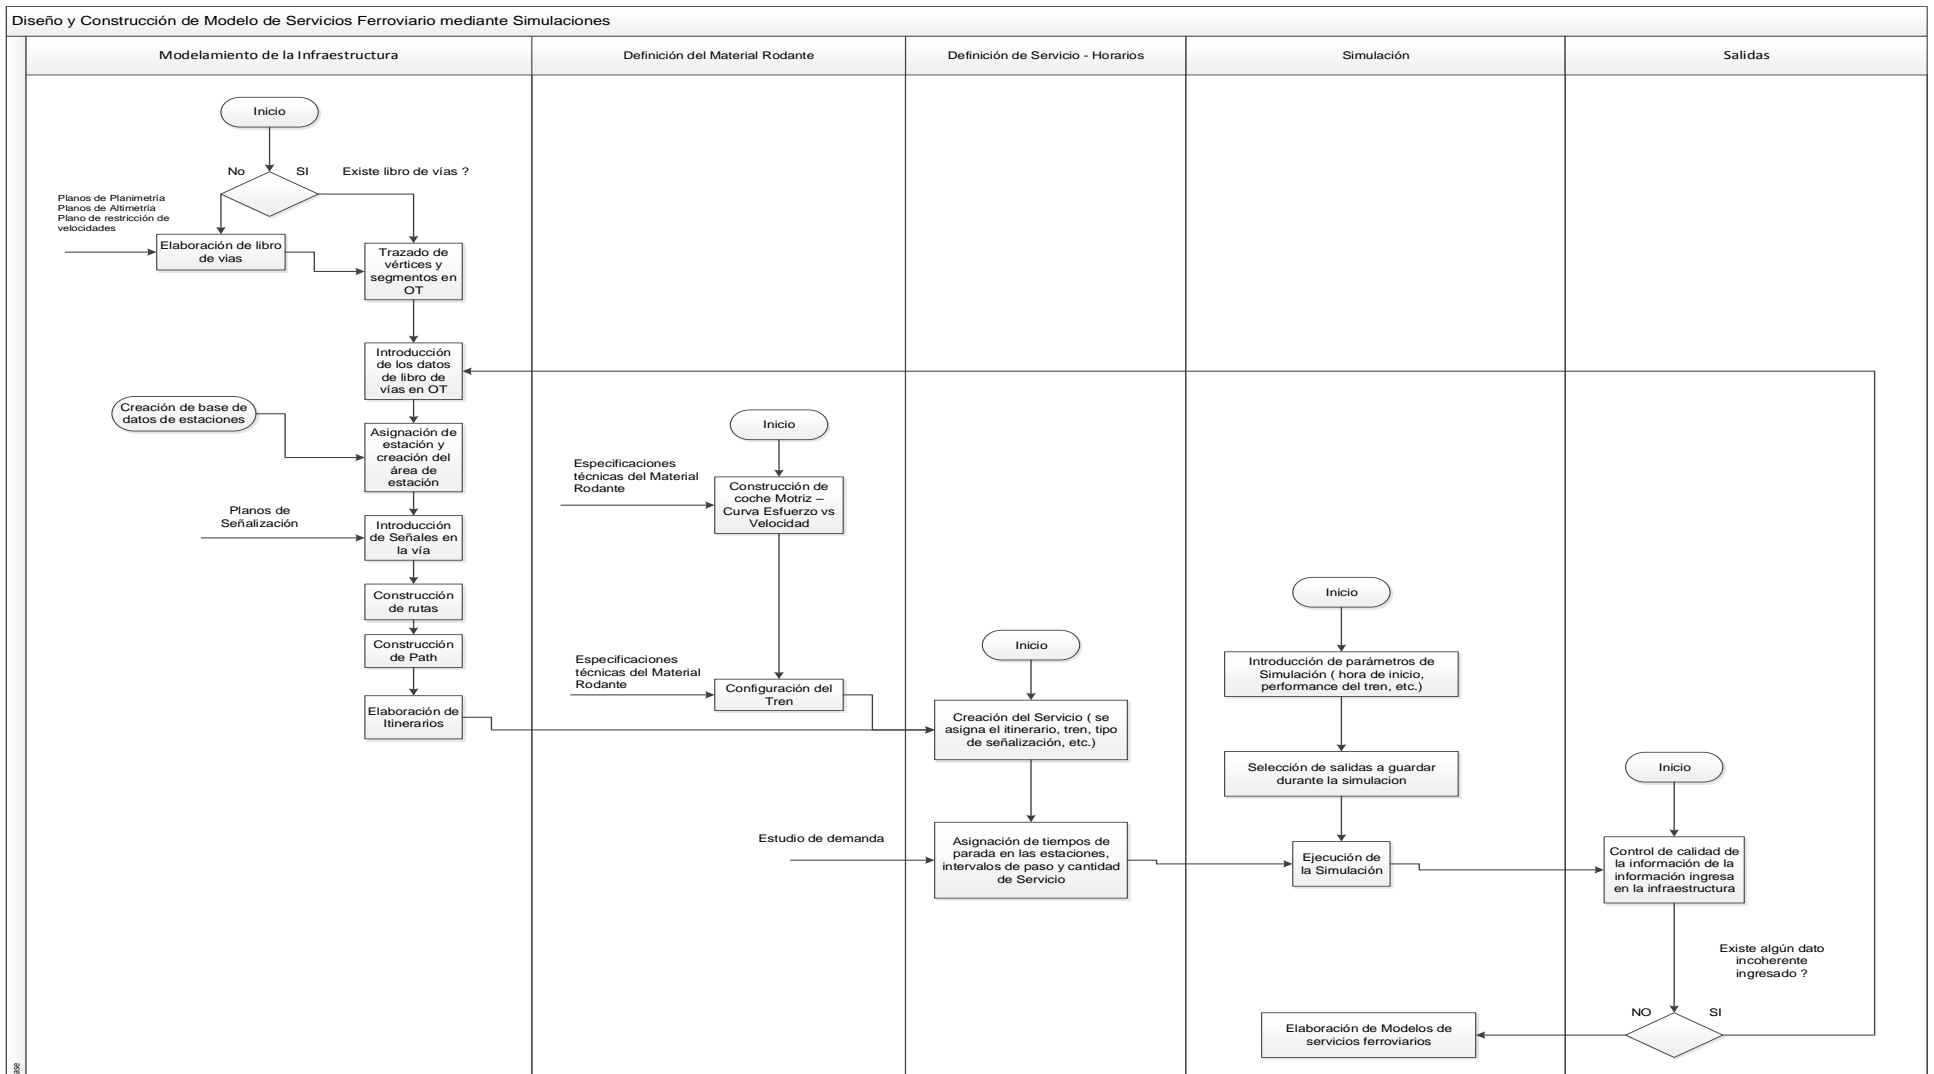 Diseño y Construcción de Modelo de Servicios Ferroviario mediante Simulaciones
Modelamiento de la Infraestructura
Definición del Material Rodante
Definición de Servicio - Horarios
Simulación
Salidas
Inicio
No
SI
Existe libro de vías ?
Planos de Planimetría
Planos de Altimetría
Plano de restricción de
velocidades
Elaboración de libro
de vias
Trazado de
vértices y
segmentos en
OT
Introducción
de los datos
de libro de
vías en OT
Creación de base de
datos de estaciones
Asignación de
estación y
creación del
área de
estación
Planos de
Señalización
Introducción
de Señales en
la vía
Construcción
de rutas
Construcción
de Path
Elaboración de
Itinerarios
Inicio
Especificaciones
técnicas del Material
Rodante
Construcción de
coche Motriz –
Curva Esfuerzo vs
Velocidad
Especificaciones
técnicas del Material
Rodante
Configuración del
Tren
Inicio
Creación del Servicio ( se
asigna el itinerario, tren, tipo
de señalización, etc.)
Estudio de demanda
Asignación de tiempos de
parada en las estaciones,
intervalos de paso y cantidad
de Servicio
Inicio
Introducción de parámetros de
Simulación ( hora de inicio,
performance del tren, etc.)
Selección de salidas a guardar
durante la simulacion
Ejecución de
la Simulación
Inicio
Control de calidad de
la información de la
información ingresa
en la infraestructura
Existe algún dato
incoherente
ingresado ?
NO
SI
Elaboración de Modelos de
servicios ferroviarios